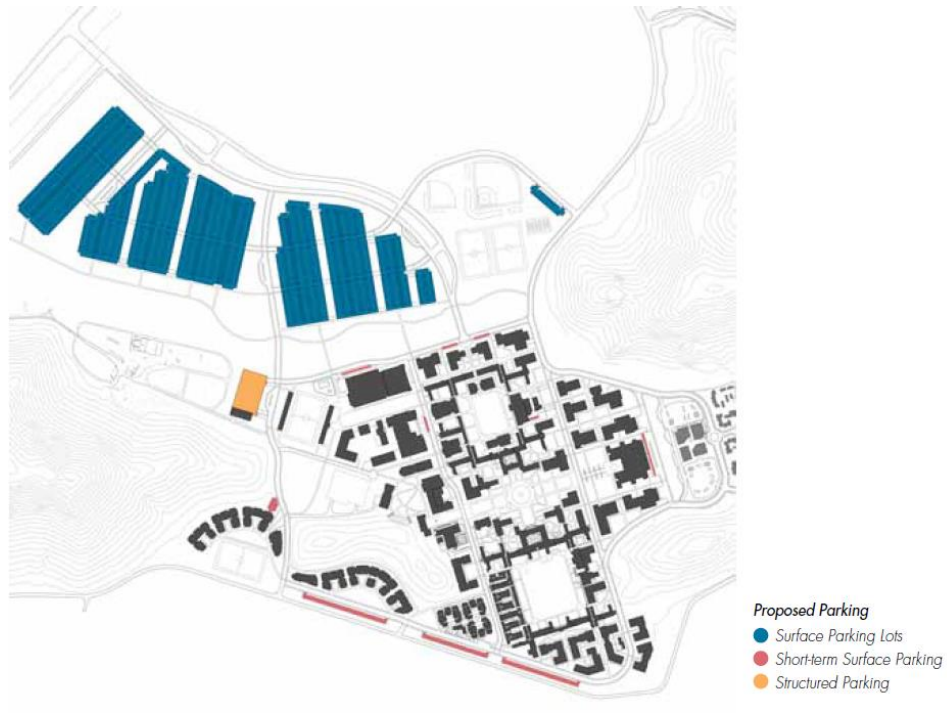 Proposed Parking
Surface Parking Lots
Short-term Surface Parking
Structured Parking